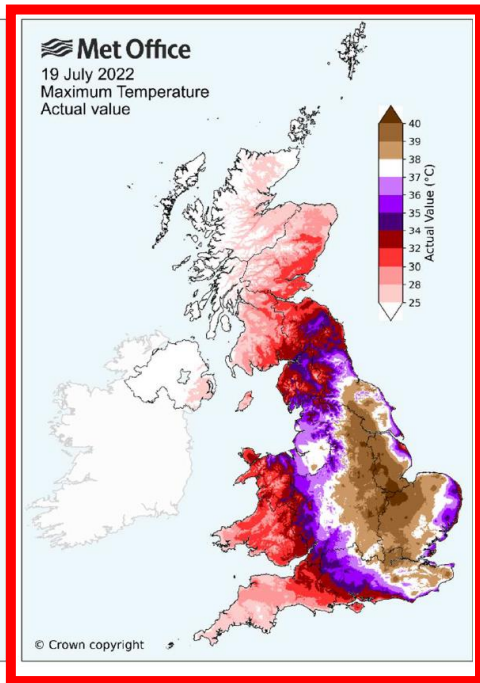 Met Office
19 July 2022
Maximum Temperature
Actual value
40
39
38
37
36
35
34
32
30
28
25
Actual Value (°C)
© Crown copyright